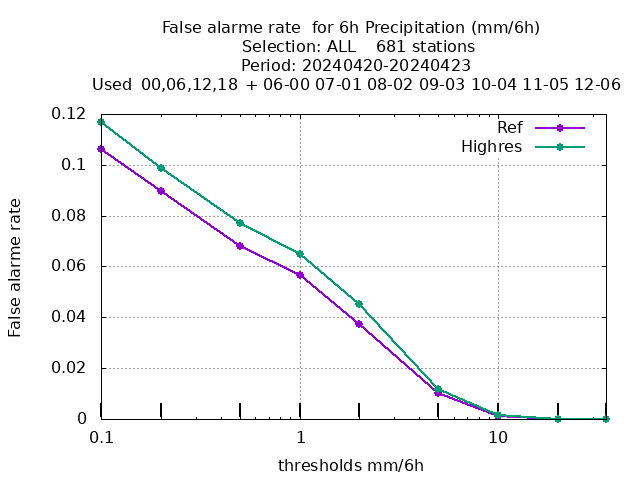 False alarme rate  for 6h Precipitation (mm/6h)
Selection: ALL    681 stations
Period: 20240420-20240423
Used  00,06,12,18  + 06-00 07-01 08-02 09-03 10-04 11-05 12-06
0.12
0.1
0.08
0.06
0.04
0.02
0
Ref
Highres
False alarme rate
0.1 1 10
thresholds mm/6h